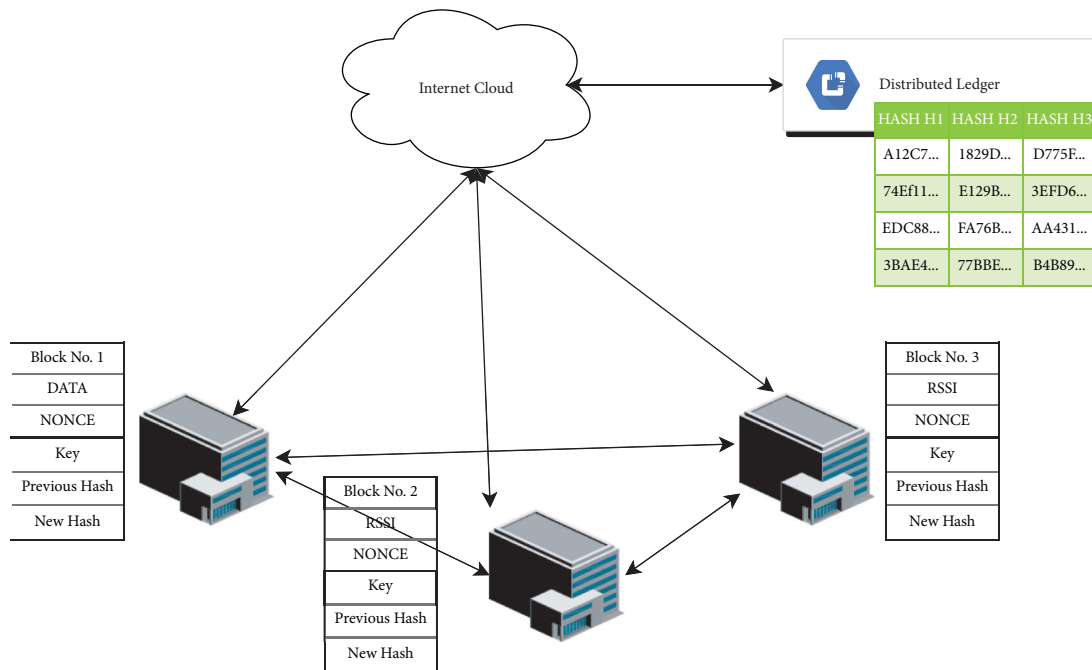 Internet Cloud
Distributed Ledger
HASH H1 HASH H2 HASH H3
A12C7... 1829D... D775F...
74Ef11... E129B... 3EFD6...
EDC88... FA76B... AA431...
3BAE4... 77BBE... B4B89...
Block No. 1
DATA
NONCE
Key
Previous Hash
New Hash
Block No. 2
RSSI
NONCE
Key
Previous Hash
New Hash
Block No. 3
RSSI
NONCE
Key
Previous Hash
New Hash